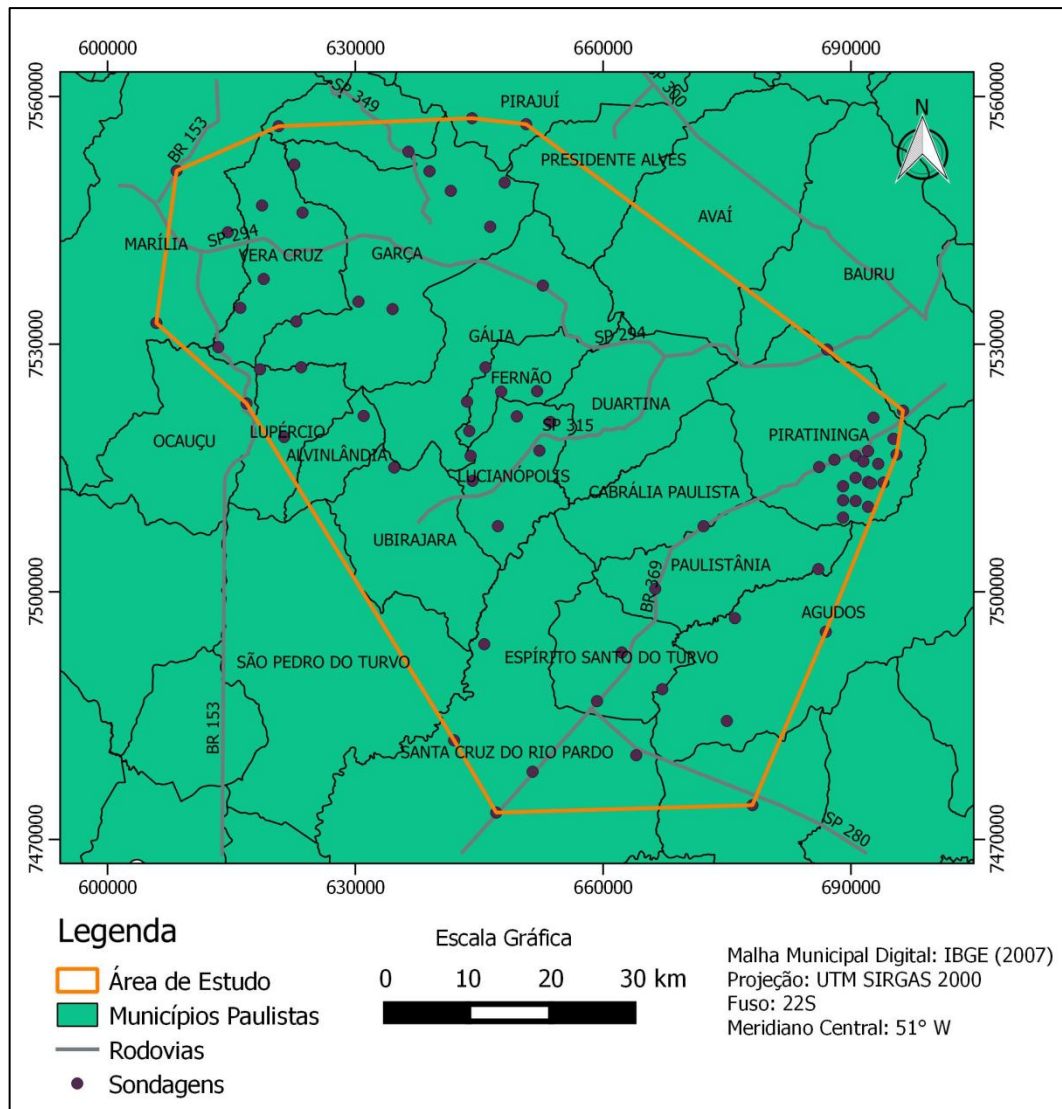 600000
630000
660000
690000
7560000
7560000
7530000
7530000
7500000
7500000
7470000
7470000
SP 349
PIRAJUÍ
SP 300
N
BR 153
PRESIDENTE ALVES
AVAÍ
MARÍLIA
SP 294
VERA CRUZ
GARÇA
BAURU
GÁLIA
SP 294
FERNÃO
DUARTINA
OCAUÇU
LUPÉRCIO
SP 315
PIRATININGA
ALVINLÂNDIA
LUCIANÓPOLIS
CABRÁLIA PAULISTA
UBIRAJARA
PAULISTÂNIA
BR 369
AGUDOS
SÃO PEDRO DO TURVO
ESPÍRITO SANTO DO TURVO
BR 153
SANTA CRUZ DO RIO PARDO
SP 280
600000
630000
660000
690000
Legenda
Área de Estudo
Municípios Paulistas
Rodovias
Sondagens
Escala Gráfica
0 10 20 30 km
Malha Municipal Digital: IBGE (2007)
Projeção: UTM SIRGAS 2000
Fuso: 22S
Meridiano Central: 51° W